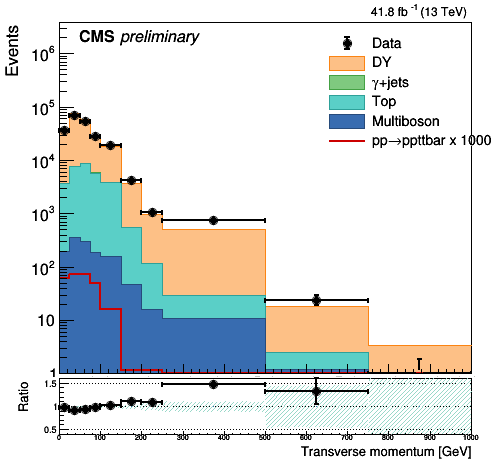 41.8 fb⁻¹ (13 TeV)
CMS preliminary
Events
10⁶
10⁵
10⁴
10³
10²
10
1
Data
DY
γ+jets
Top
Multiboson
pp→ppttbar x 1000
Ratio
1.5
1
0.5
0 100 200 300 400 500 600 700 800 900 1000
Transverse momentum [GeV]